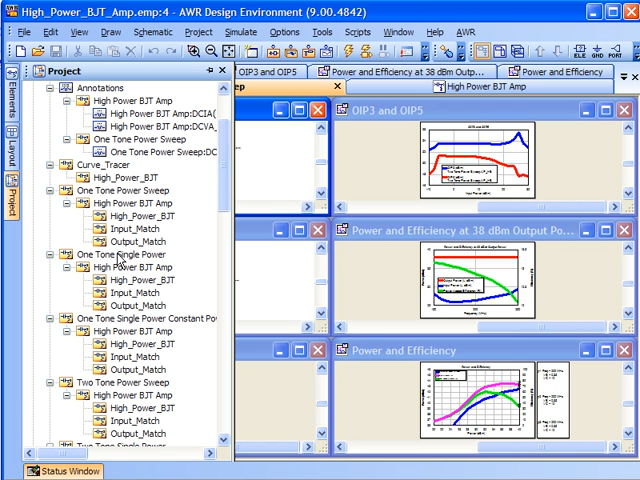 High_Power_BJT_Amp.emp:4 - AWR Design Environment (9.00.4842)
File Edit View Draw Schematic Project Simulate Options Tools Scripts Window Help AWR
ELE GND PORT
Project
OIP3 and OIP5
Power and Efficiency at 38 dBm Outp...
Power and Efficiency
High Power BJT Amp
Elements
Layout
Project
Annotations
High Power BJT Amp
High Power BJT Amp:DCIA(
High Power BJT Amp:DCVA_
One Tone Power Sweep
One Tone Power Sweep:DC
Curve_Tracer
High_Power_BJT
One Tone Power Sweep
High Power BJT Amp
High_Power_BJT
Input_Match
Output_Match
One Tone Single Power
High Power BJT Amp
High_Power_BJT
Input_Match
Output_Match
One Tone Single Power Constant Po
High Power BJT Amp
High_Power_BJT
Input_Match
Output_Match
Two Tone Power Sweep
High Power BJT Amp
High_Power_BJT
Input_Match
Output_Match
Two Tone Single Power
OIP3 and OIP5
Power and Efficiency at 38 dBm Output Po...
Power and Efficiency
Status Window